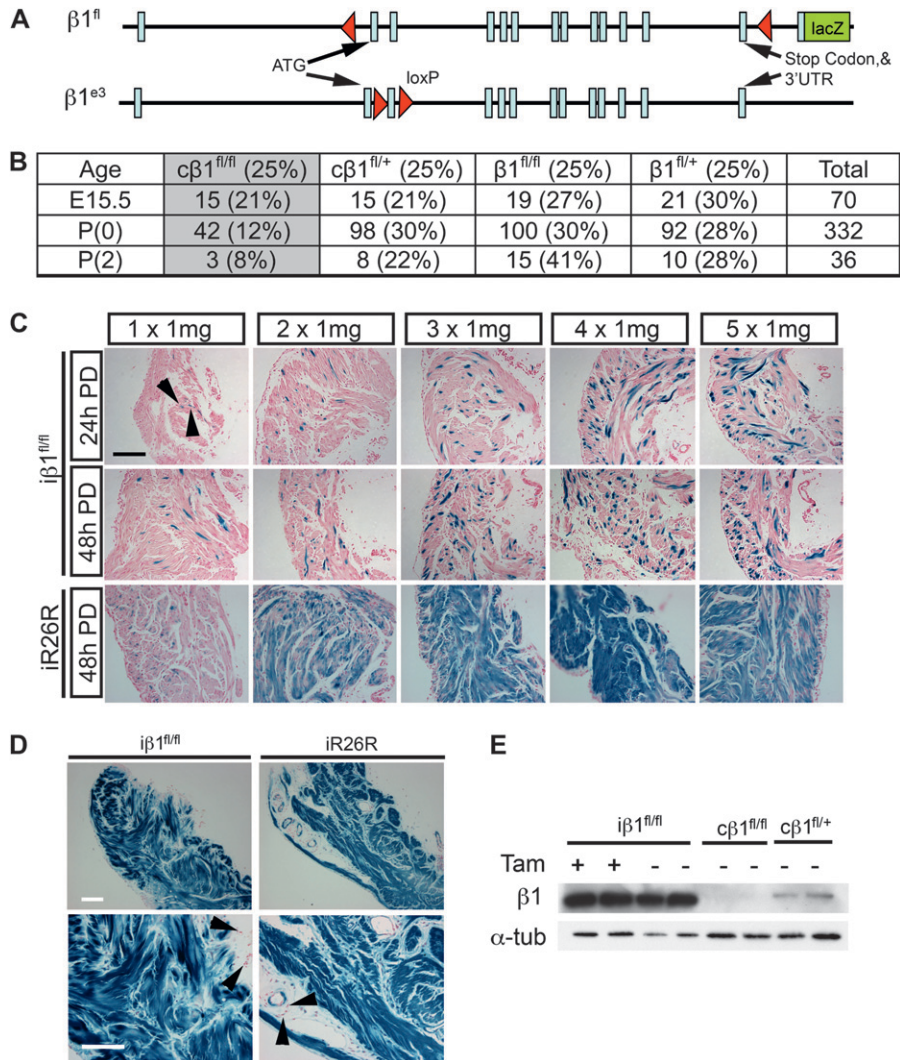 A
β1fl
lacZ
ATG
loxP
Stop Codon,&
3'UTR
β1e3
B
Age cβ1fl/fl (25%) cβ1fl/+ (25%) β1fl/fl (25%) β1fl/+ (25%) Total
E15.5 15 (21%) 15 (21%) 19 (27%) 21 (30%) 70
P(0) 42 (12%) 98 (30%) 100 (30%) 92 (28%) 332
P(2) 3 (8%) 8 (22%) 15 (41%) 10 (28%) 36
C
1 x 1mg 2 x 1mg 3 x 1mg 4 x 1mg 5 x 1mg
iβ1fl/fl
24h PD
48h PD
iR26R
48h PD
D
iβ1fl/fl iR26R
E
iβ1fl/fl cβ1fl/fl cβ1fl/+
Tam + + - - - - - -
β1
α-tub